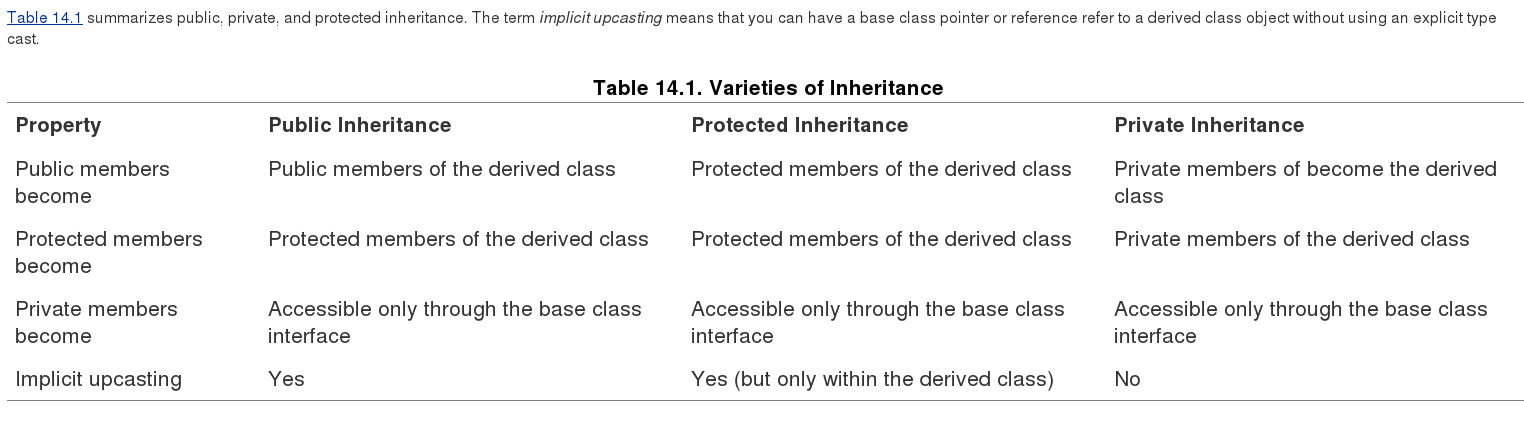 Table 14.1 summarizes public, private, and protected inheritance. The term implicit upcasting means that you can have a base class pointer or reference refer to a derived class object without using an explicit type
cast.
Table 14.1. Varieties of Inheritance
Property Public Inheritance Protected Inheritance Private Inheritance
Public members Public members of the derived class Protected members of the derived class Private members of become the derived
become class
Protected members Protected members of the derived class Protected members of the derived class Private members of the derived class
become
Private members Accessible only through the base class Accessible only through the base class Accessible only through the base class
become interface interface interface
Implicit upcasting Yes Yes (but only within the derived class) No